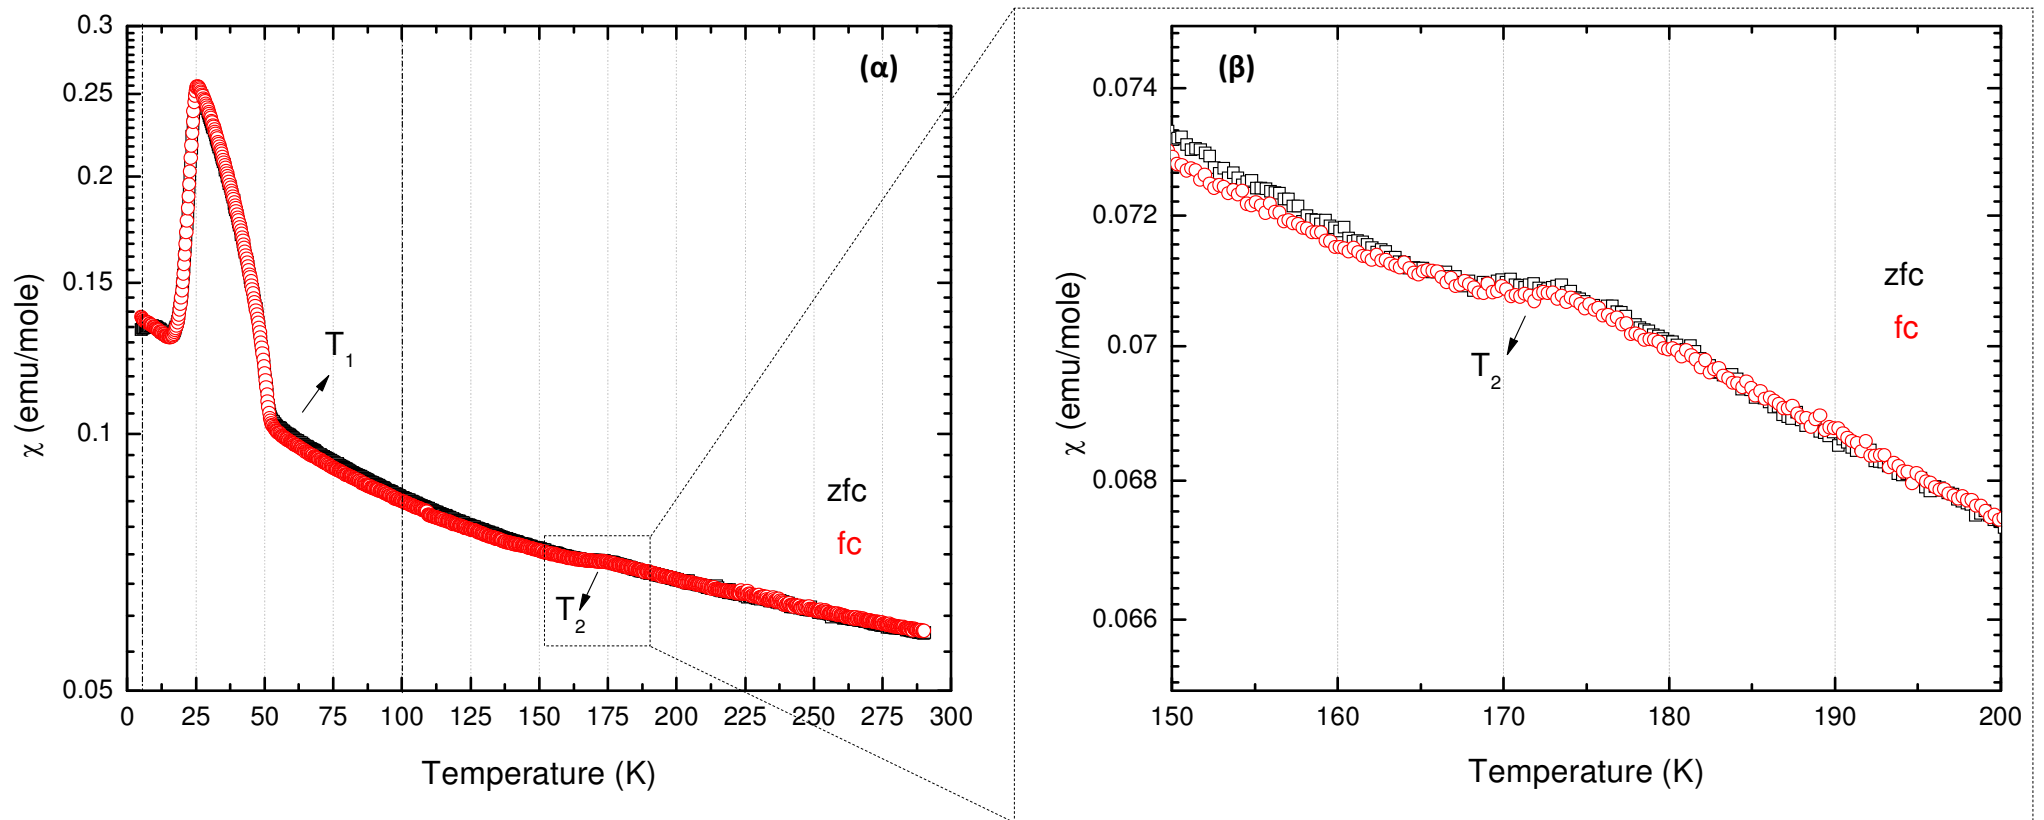 (α)
0.3
0.25
0.2
0.15
0.1
0.05
χ (emu/mole)
T1
T2
zfc
fc
0 25 50 75 100 125 150 175 200 225 250 275 300
Temperature (K)
(β)
0.074
0.072
0.07
0.068
0.066
χ (emu/mole)
zfc
fc
T2
150 160 170 180 190 200
Temperature (K)